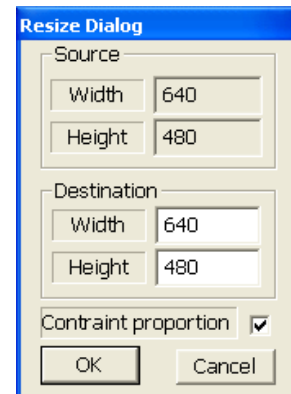 Resize Dialog
Source
Width 640
Height 480
Destination
Width 640
Height 480
Contraint proportion
OK Cancel